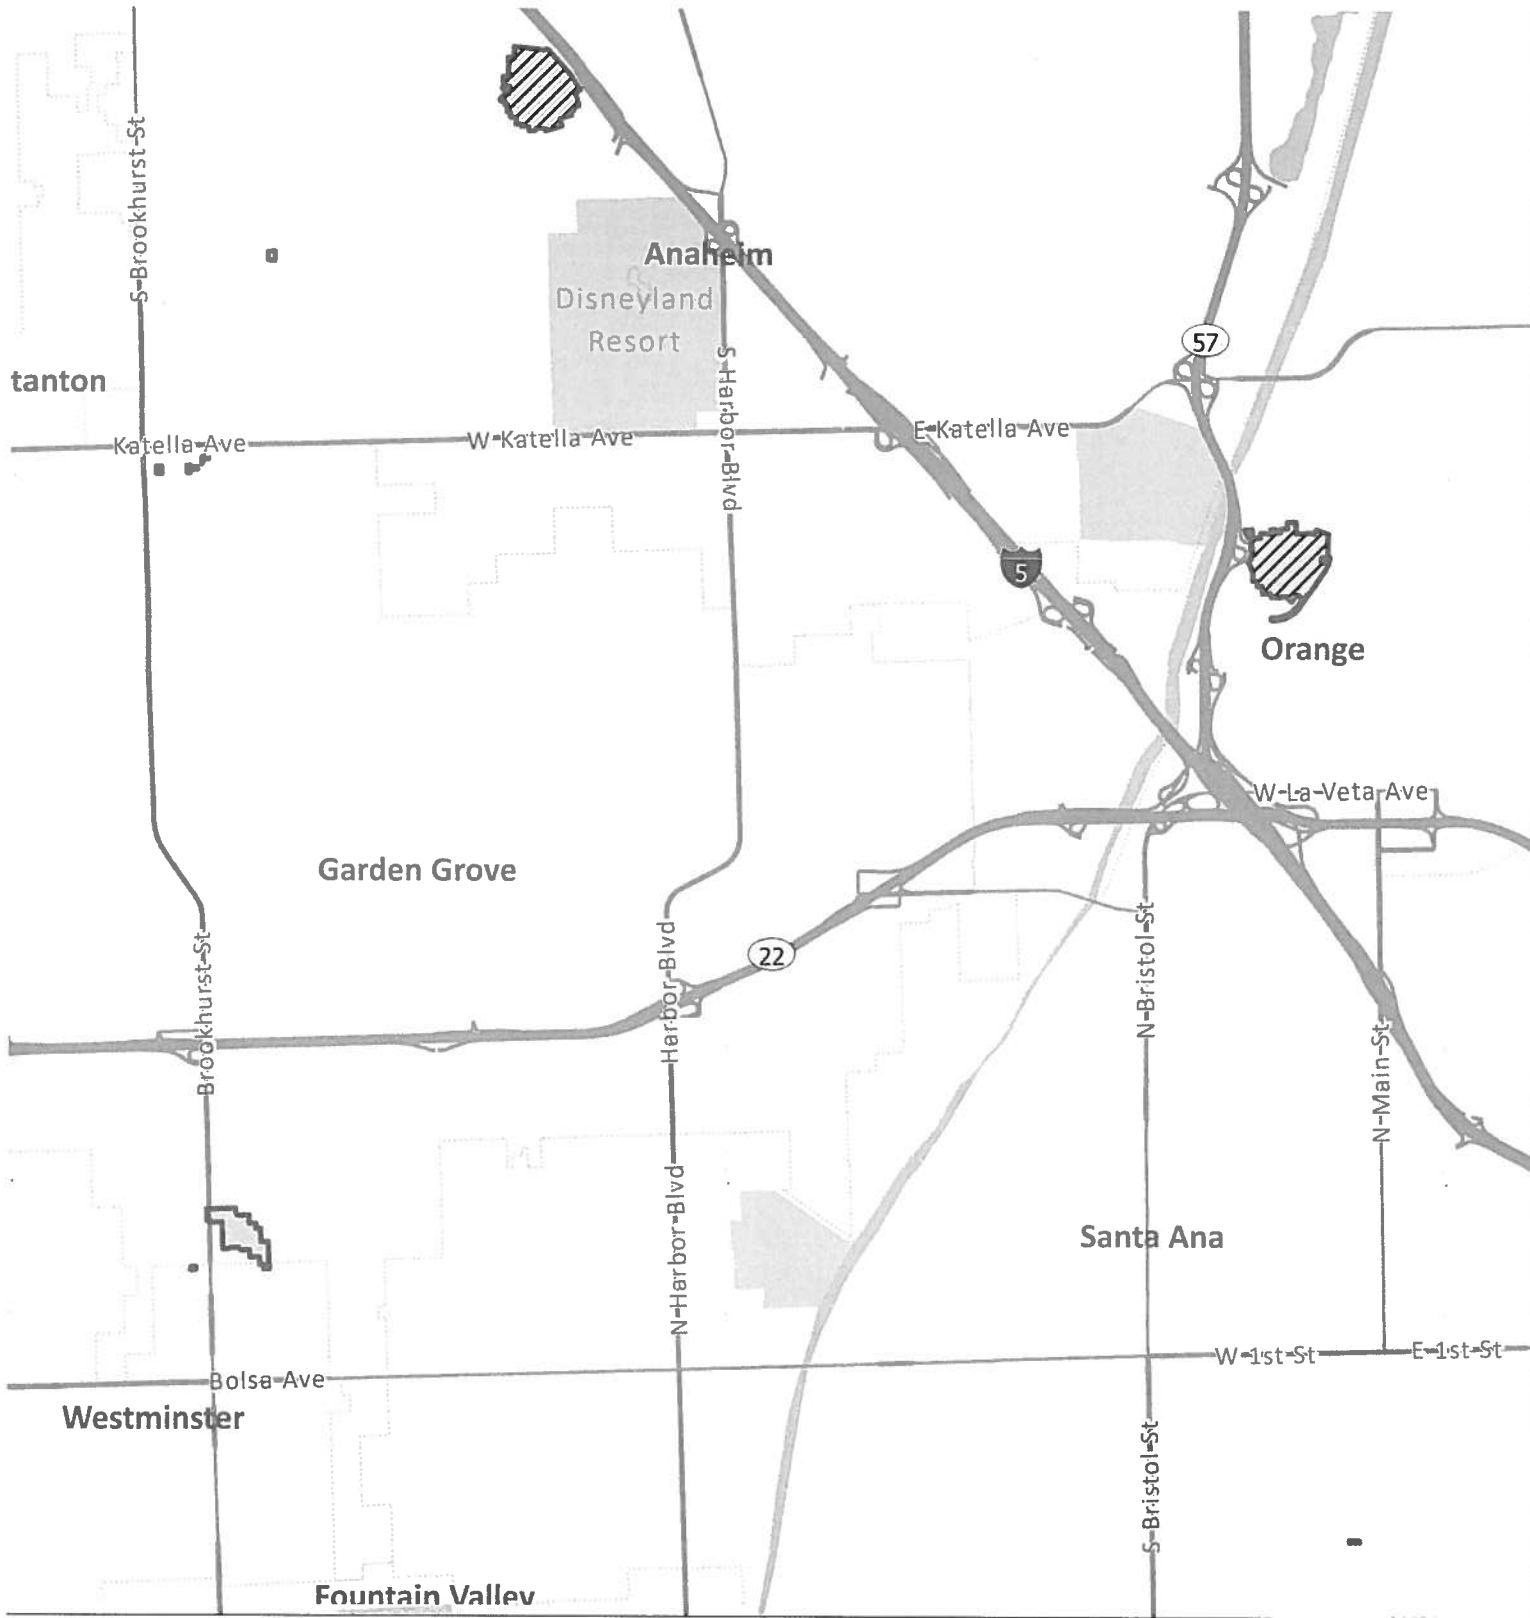 S-Brookhurst-St
Anaheim
Disneyland
Resort
57
tanton
S-Harbor-Blvd
Katella Ave
W-Katella Ave
E-Katella Ave
5
Orange
W-La-Veta Ave
Garden Grove
22
Brookhurst-St
Harbor-Blvd
N-Bristol-St
N-Main-St
N-Harbor-Blvd
Santa Ana
W-1st-St
E-1st-St
Bolsa Ave
Westminster
S-Bristol-St
Fountain Valley